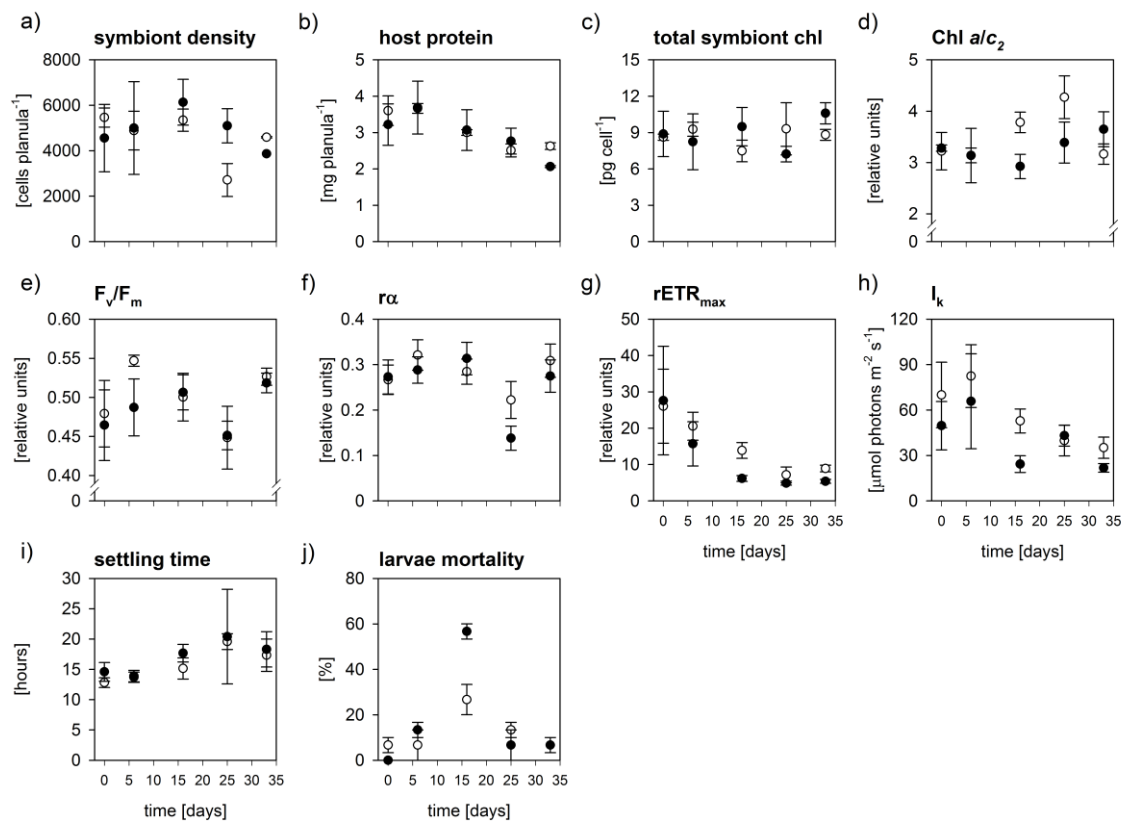 a) symbiont density
[cells planula⁻¹]
8000
6000
4000
2000
0
b) host protein
[mg planula⁻¹]
5
4
3
2
1
0
c) total symbiont chl
[pg cell⁻¹]
15
12
9
6
3
0
d) Chl a/c₂
[relative units]
5
4
3
2
0
e) Fᵥ/Fₘ
[relative units]
0.60
0.55
0.50
0.45
0.40
0
f) rα
[relative units]
0.4
0.3
0.2
0.1
0
g) rETRₘₐₓ
[relative units]
50
40
30
20
10
0
0 5 10 15 20 25 30 35
time [days]
h) Iₖ
[μmol photons m⁻² s⁻¹]
120
90
60
30
0
0 5 10 15 20 25 30 35
time [days]
i) settling time
[hours]
30
25
20
15
10
5
0
0 5 10 15 20 25 30 35
time [days]
j) larvae mortality
[%]
80
60
40
20
0
0 5 10 15 20 25 30 35
time [days]